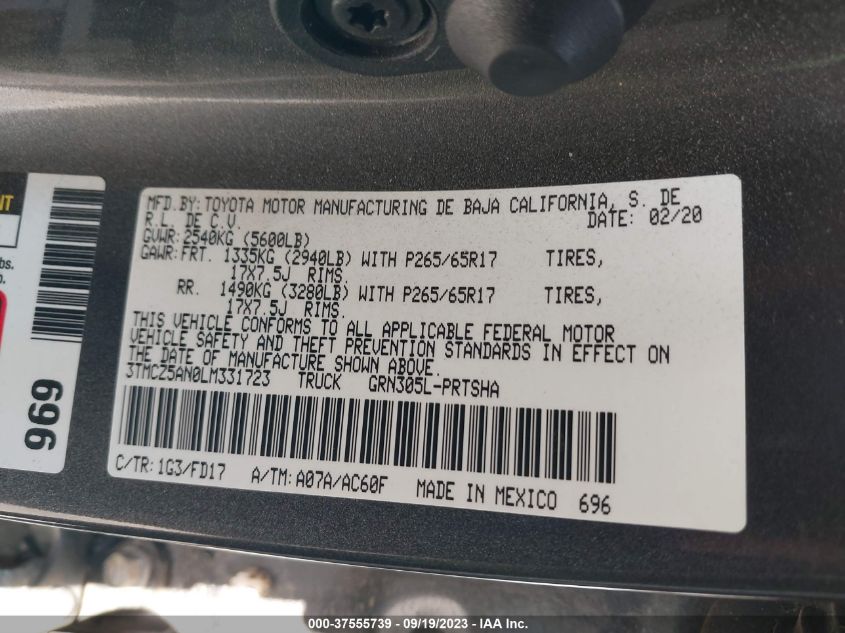 NT
bs.
b.
969
MFD.BY:TOYOTA MOTOR MANUFACTURING DE BAJA CALIFORNIA, S. DE
R.L. DE C.V. DATE: 02/20
GVWR:2540KG (5600LB)
GAWR:FRT. 1335KG (2940LB) WITH P265/65R17 TIRES,
17X7.5J RIMS.
RR. 1490KG (3280LB) WITH P265/65R17 TIRES,
17X7.5J RIMS.
THIS VEHICLE CONFORMS TO ALL APPLICABLE FEDERAL MOTOR
VEHICLE SAFETY AND THEFT PREVENTION STANDARDS IN EFFECT ON
THE DATE OF MANUFACTURE SHOWN ABOVE.
3TMCZ5AN0LM331723 TRUCK GRN305L-PRTSHA
C/TR:1G3/FD17 A/TM:A07A/AC60F MADE IN MEXICO 696
000-37555739 - 09/19/2023 - IAA Inc.